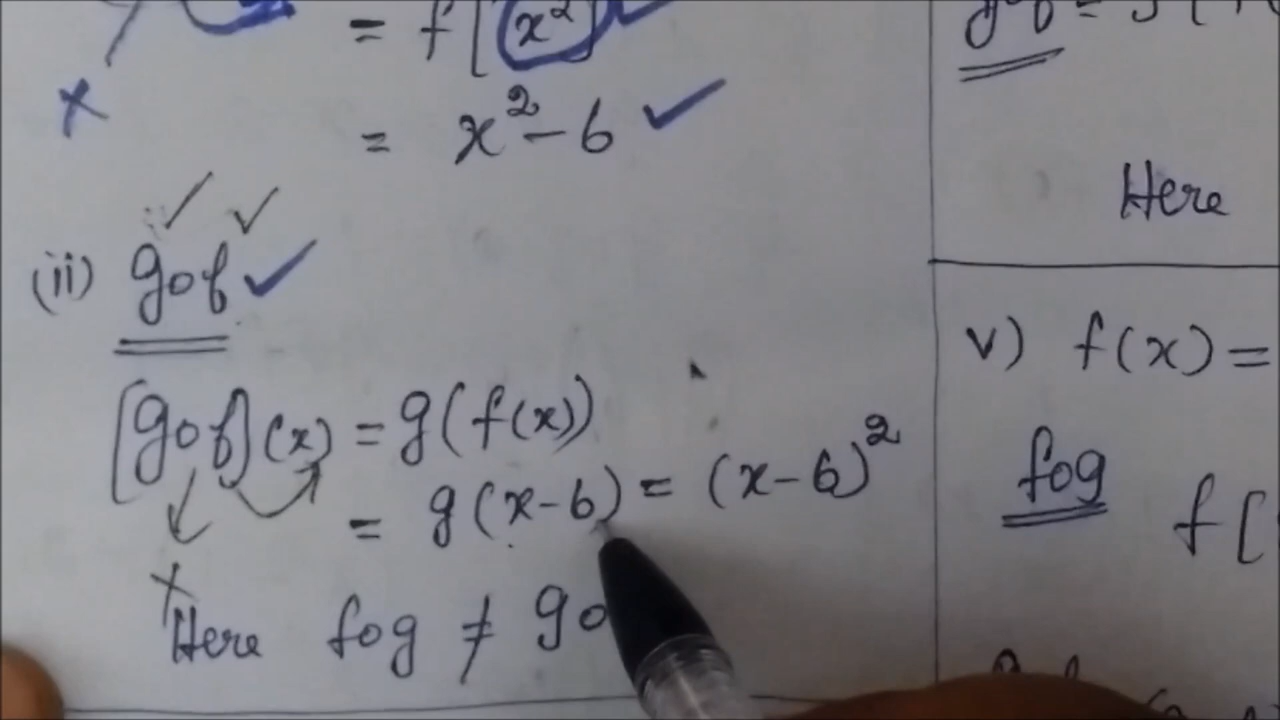 = f[x²]
= x² - 6
(ii) gof
[gof](x) = g(f(x))
= g(x-6) = (x-6)²
Here fog ≠ go
Here
v) f(x) =
fog f[